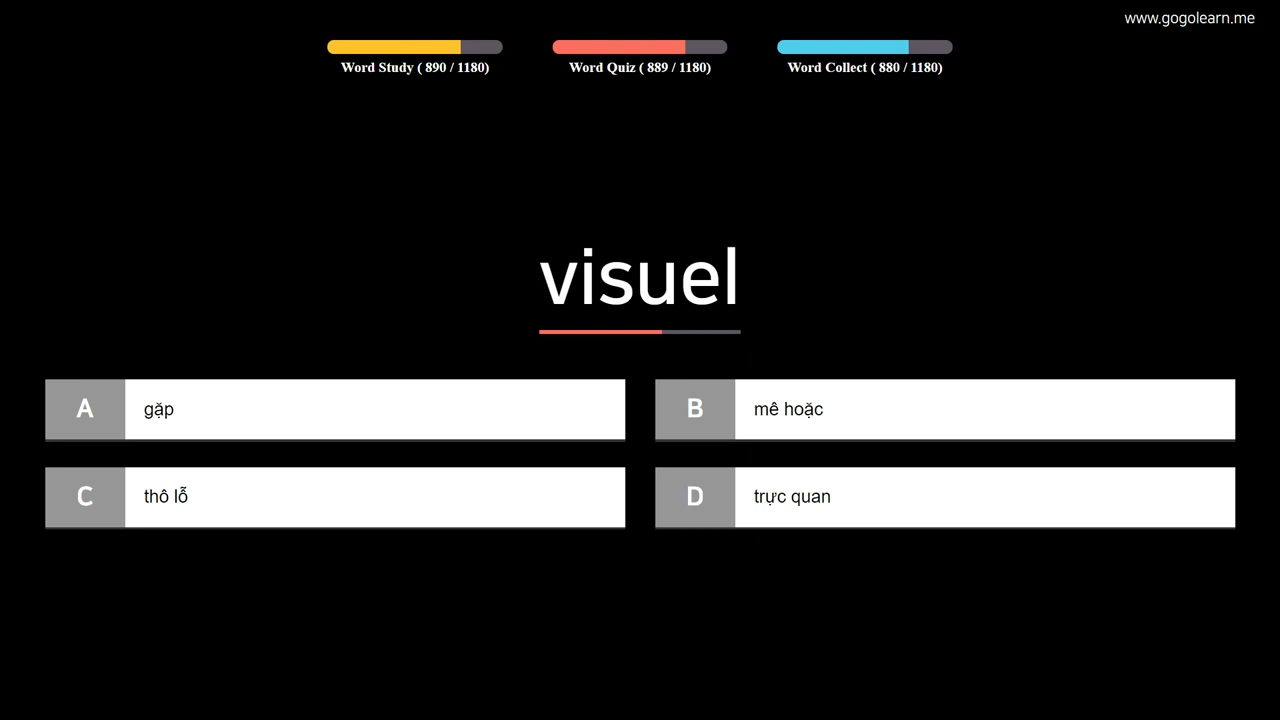 www.gogolearn.me
Word Study ( 890 / 1180)
Word Quiz ( 889 / 1180)
Word Collect ( 880 / 1180)
visuel
A gặp
B mê hoặc
C thô lỗ
D trực quan